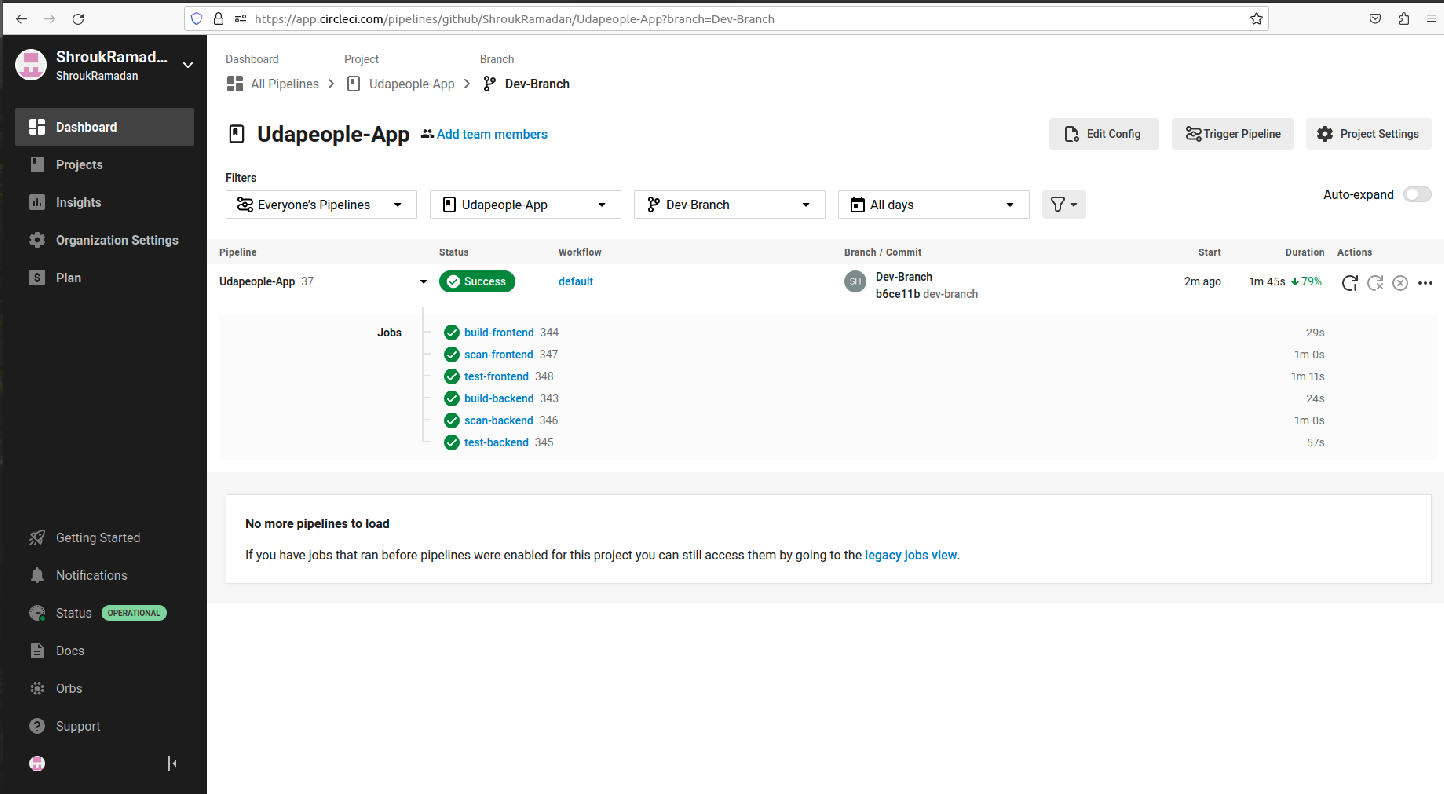 https://app.circleci.com/pipelines/github/ShroukRamadan/Udapeople-App?branch=Dev-Branch
ShroukRamad...
ShroukRamadan
Dashboard
Projects
Insights
Organization Settings
$ Plan
Getting Started
Notifications
Status OPERATIONAL
Docs
Orbs
? Support
Dashboard Project Branch
All Pipelines Udapeople-App Dev-Branch
Udapeople-App Add team members
Edit Config Trigger Pipeline Project Settings
Filters
Everyone's Pipelines Udapeople-App Dev-Branch All days
Auto-expand
Pipeline Status Workflow Branch / Commit Start Duration Actions
Udapeople-App 37 Success default SH Dev-Branch 2m ago 1m 45s 79%
b6ce11b dev-branch
Jobs build-frontend 344 29s
scan-frontend 347 1m 0s
test-frontend 348 1m 11s
build-backend 343 24s
scan-backend 346 1m 0s
test-backend 345 57s
No more pipelines to load
If you have jobs that ran before pipelines were enabled for this project you can still access them by going to the legacy jobs view.